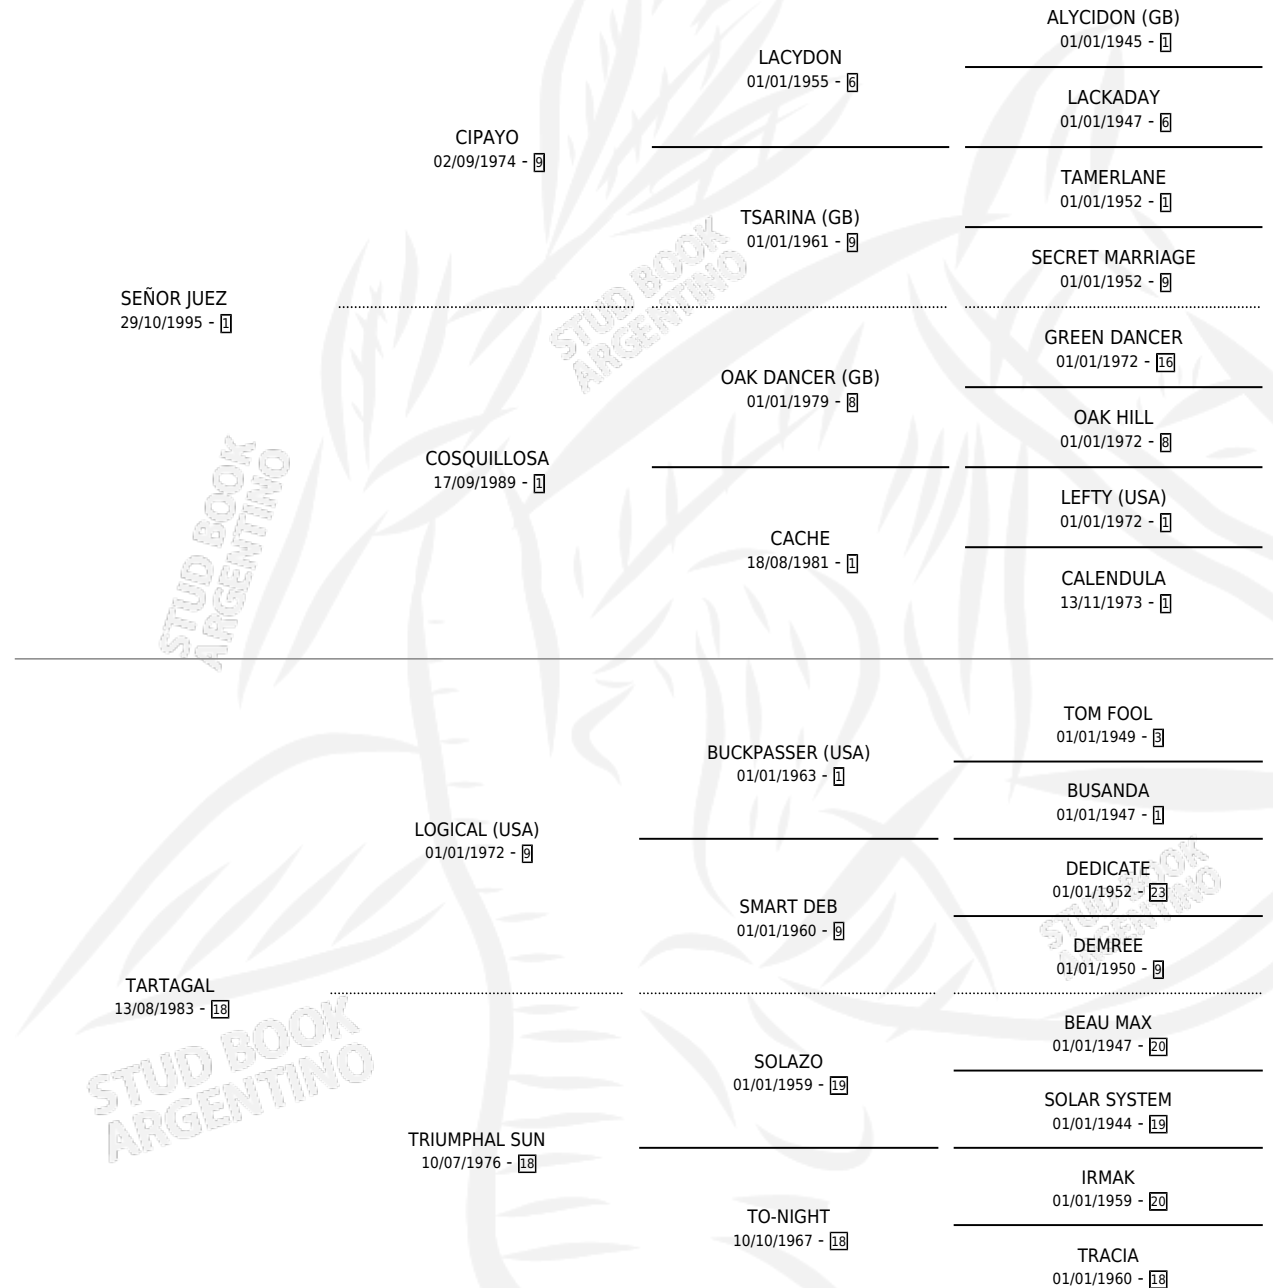 ALYCIDON (GB)
01/01/1945 - 1
LACYDON
01/01/1955 - 6
LACKADAY
01/01/1947 - 6
CIPAYO
02/09/1974 - 9
TAMERLANE
01/01/1952 - 1
TSARINA (GB)
01/01/1961 - 9
SECRET MARRIAGE
01/01/1952 - 9
SEÑOR JUEZ
29/10/1995 - 1
GREEN DANCER
01/01/1972 - 16
OAK DANCER (GB)
01/01/1979 - 8
OAK HILL
01/01/1972 - 8
COSQUILLOSA
17/09/1989 - 1
LEFTY (USA)
01/01/1972 - 1
CACHE
18/08/1981 - 1
CALENDULA
13/11/1973 - 1
TOM FOOL
01/01/1949 - 3
BUCKPASSER (USA)
01/01/1963 - 1
BUSANDA
01/01/1947 - 1
LOGICAL (USA)
01/01/1972 - 9
DEDICATE
01/01/1952 - 23
SMART DEB
01/01/1960 - 9
DEMREE
01/01/1950 - 9
TARTAGAL
13/08/1983 - 18
BEAU MAX
01/01/1947 - 20
SOLAZO
01/01/1959 - 19
SOLAR SYSTEM
01/01/1944 - 19
TRIUMPHAL SUN
10/07/1976 - 18
IRMAK
01/01/1959 - 20
TO-NIGHT
10/10/1967 - 18
TRACIA
01/01/1960 - 18
STUD BOOK
ARGENTINO
STUD BOOK
ARGENTINO
STUD BOOK
ARGENTINO
STUD BOOK
ARGENTINO